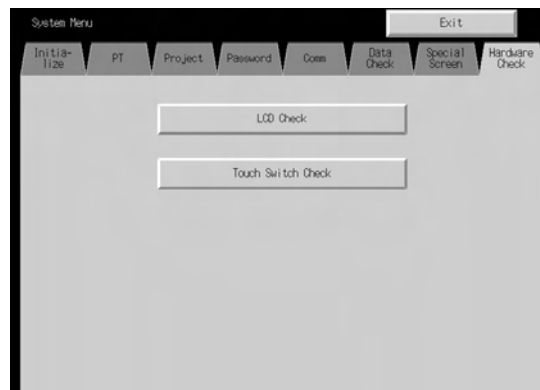 System Menu
Exit
Initia-
lize
PT
Project
Password
Comm
Data
Check
Special
Screen
Hardware
Check
LCD Check
Touch Switch Check